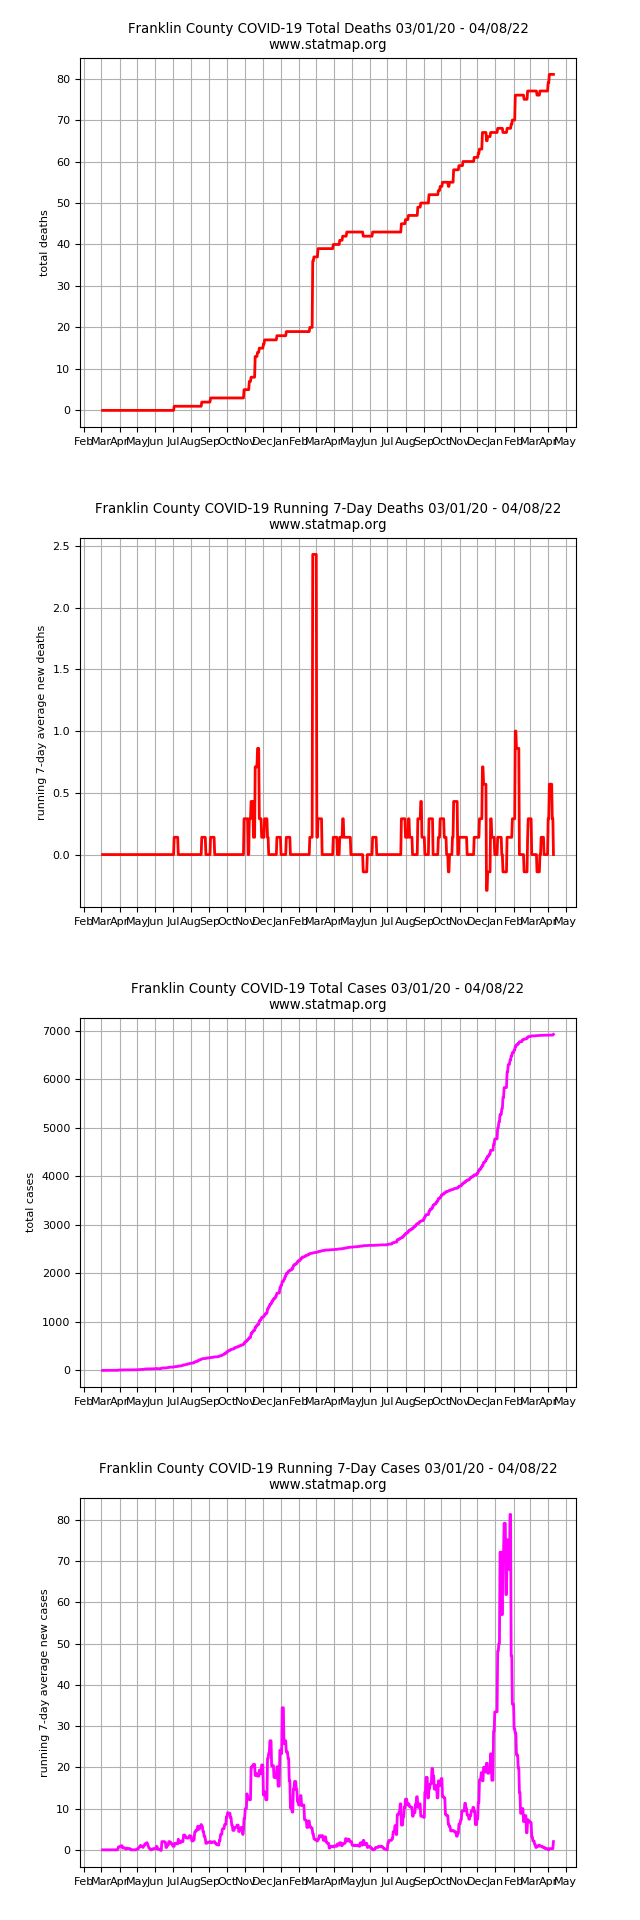 Franklin County COVID-19 Total Deaths 03/01/20 - 04/08/22
www.statmap.org
80
70
60
50
40
30
20
10
0
total deaths
Feb Mar Apr May Jun Jul Aug Sep Oct Nov Dec Jan Feb Mar Apr May Jun Jul Aug Sep Oct Nov Dec Jan Feb Mar Apr May
Franklin County COVID-19 Running 7-Day Deaths 03/01/20 - 04/08/22
www.statmap.org
2.5
2.0
1.5
1.0
0.5
0.0
running 7-day average new deaths
Feb Mar Apr May Jun Jul Aug Sep Oct Nov Dec Jan Feb Mar Apr May Jun Jul Aug Sep Oct Nov Dec Jan Feb Mar Apr May
Franklin County COVID-19 Total Cases 03/01/20 - 04/08/22
www.statmap.org
7000
6000
5000
4000
3000
2000
1000
0
total cases
Feb Mar Apr May Jun Jul Aug Sep Oct Nov Dec Jan Feb Mar Apr May Jun Jul Aug Sep Oct Nov Dec Jan Feb Mar Apr May
Franklin County COVID-19 Running 7-Day Cases 03/01/20 - 04/08/22
www.statmap.org
80
70
60
50
40
30
20
10
0
running 7-day average new cases
Feb Mar Apr May Jun Jul Aug Sep Oct Nov Dec Jan Feb Mar Apr May Jun Jul Aug Sep Oct Nov Dec Jan Feb Mar Apr May